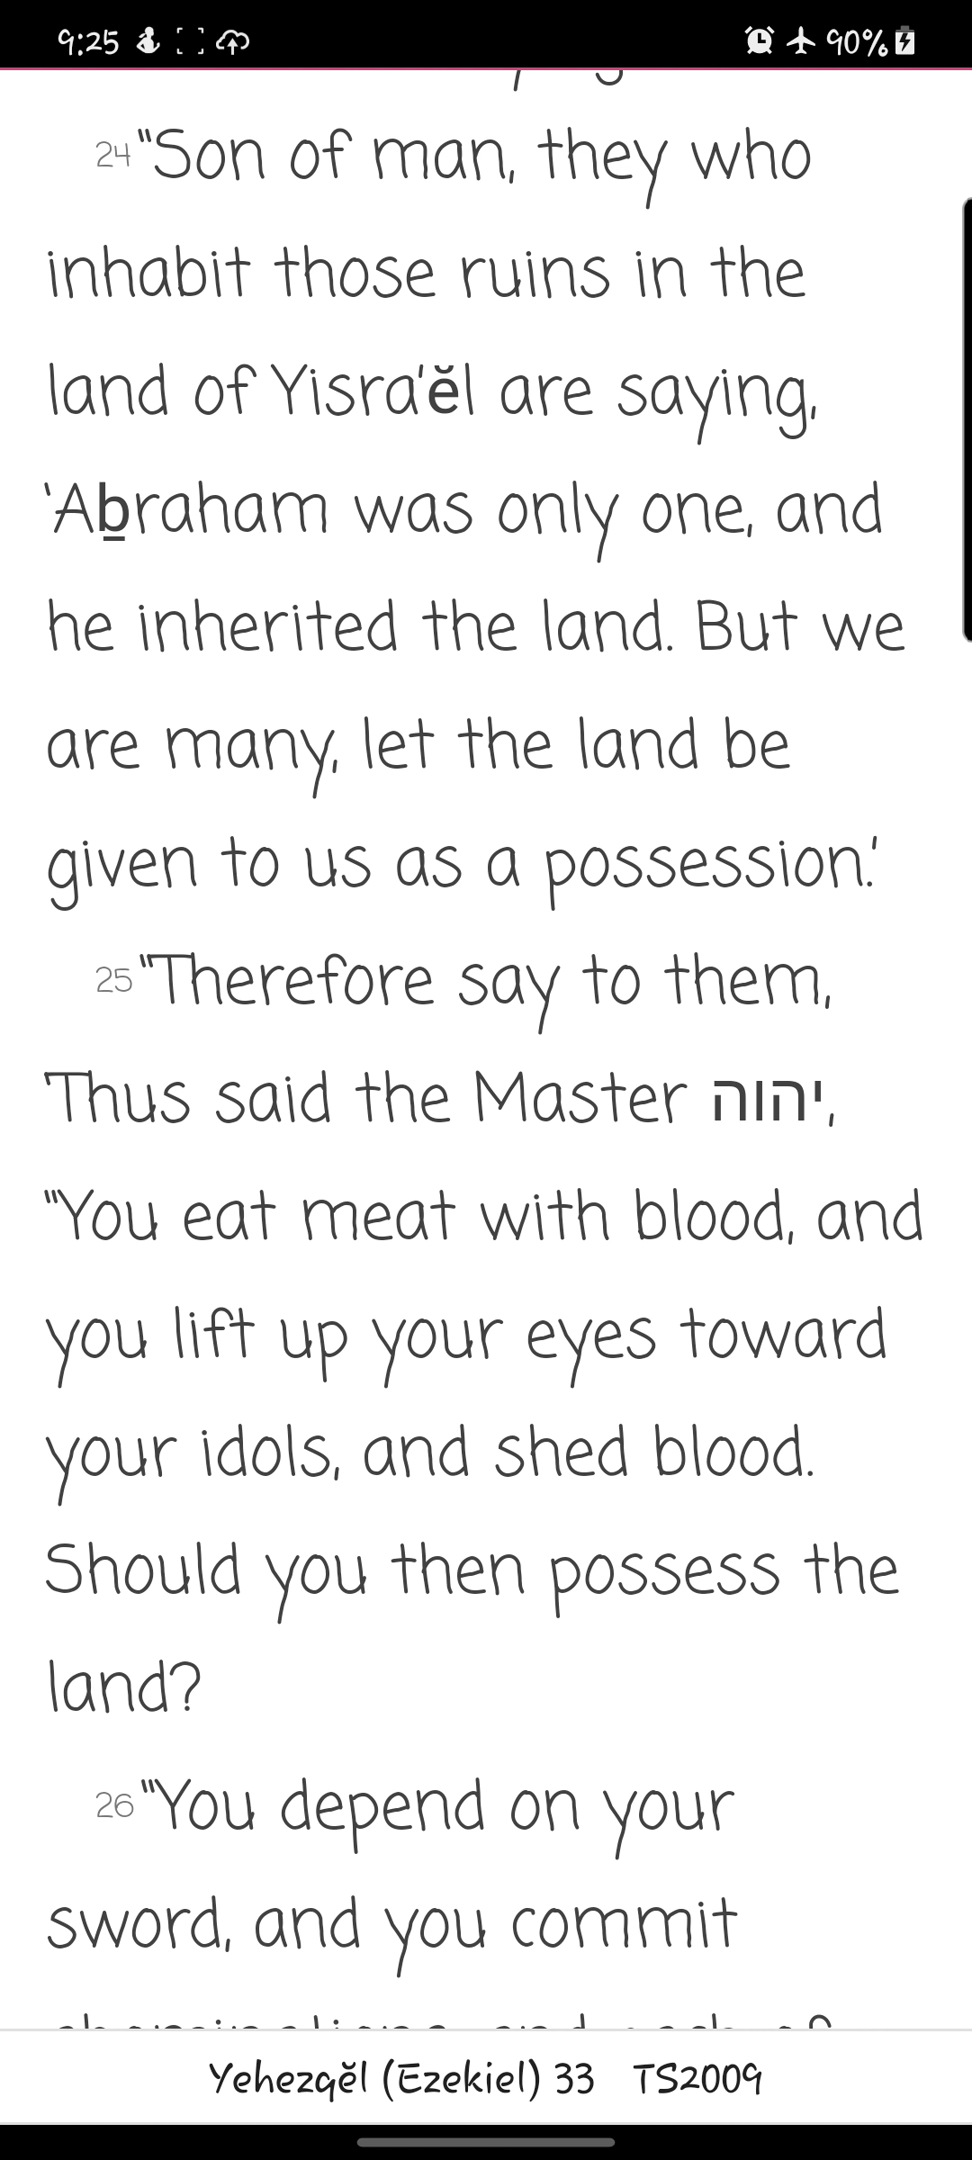 9:25 90%
24 "Son of man, they who
inhabit those ruins in the
land of Yisra'ĕl are saying,
'Aḇraham was only one, and
he inherited the land. But we
are many, let the land be
given to us as a possession.'
25 "Therefore say to them,
'Thus said the Master יהוה,
"You eat meat with blood, and
you lift up your eyes toward
your idols, and shed blood.
Should you then possess the
land?
26 "You depend on your
sword, and you commit
Yehezqĕl (Ezekiel) 33 TS2009